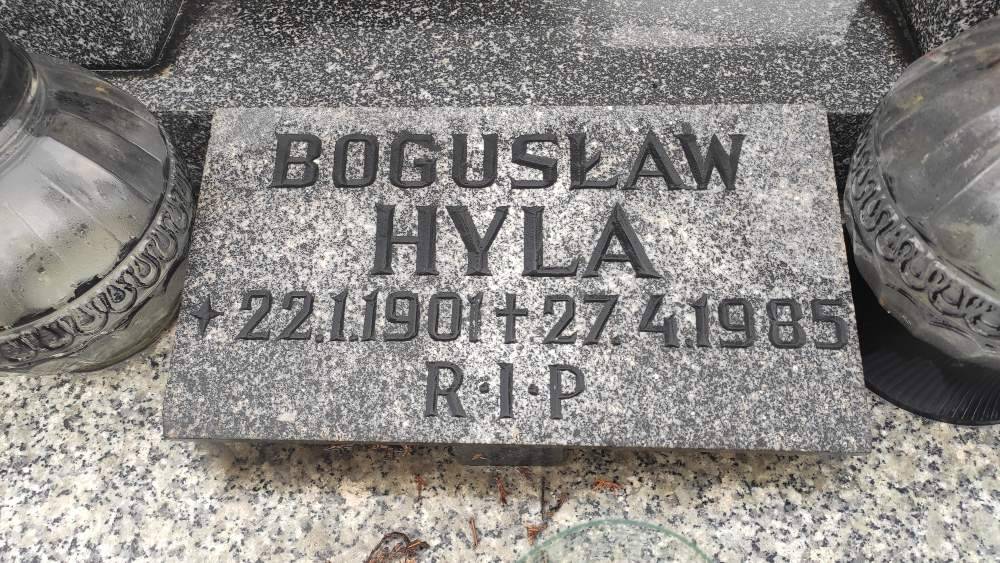 BOGUSŁAW
HYLA
✦ 22.1.1901 † 27.4.1985
R·I·P